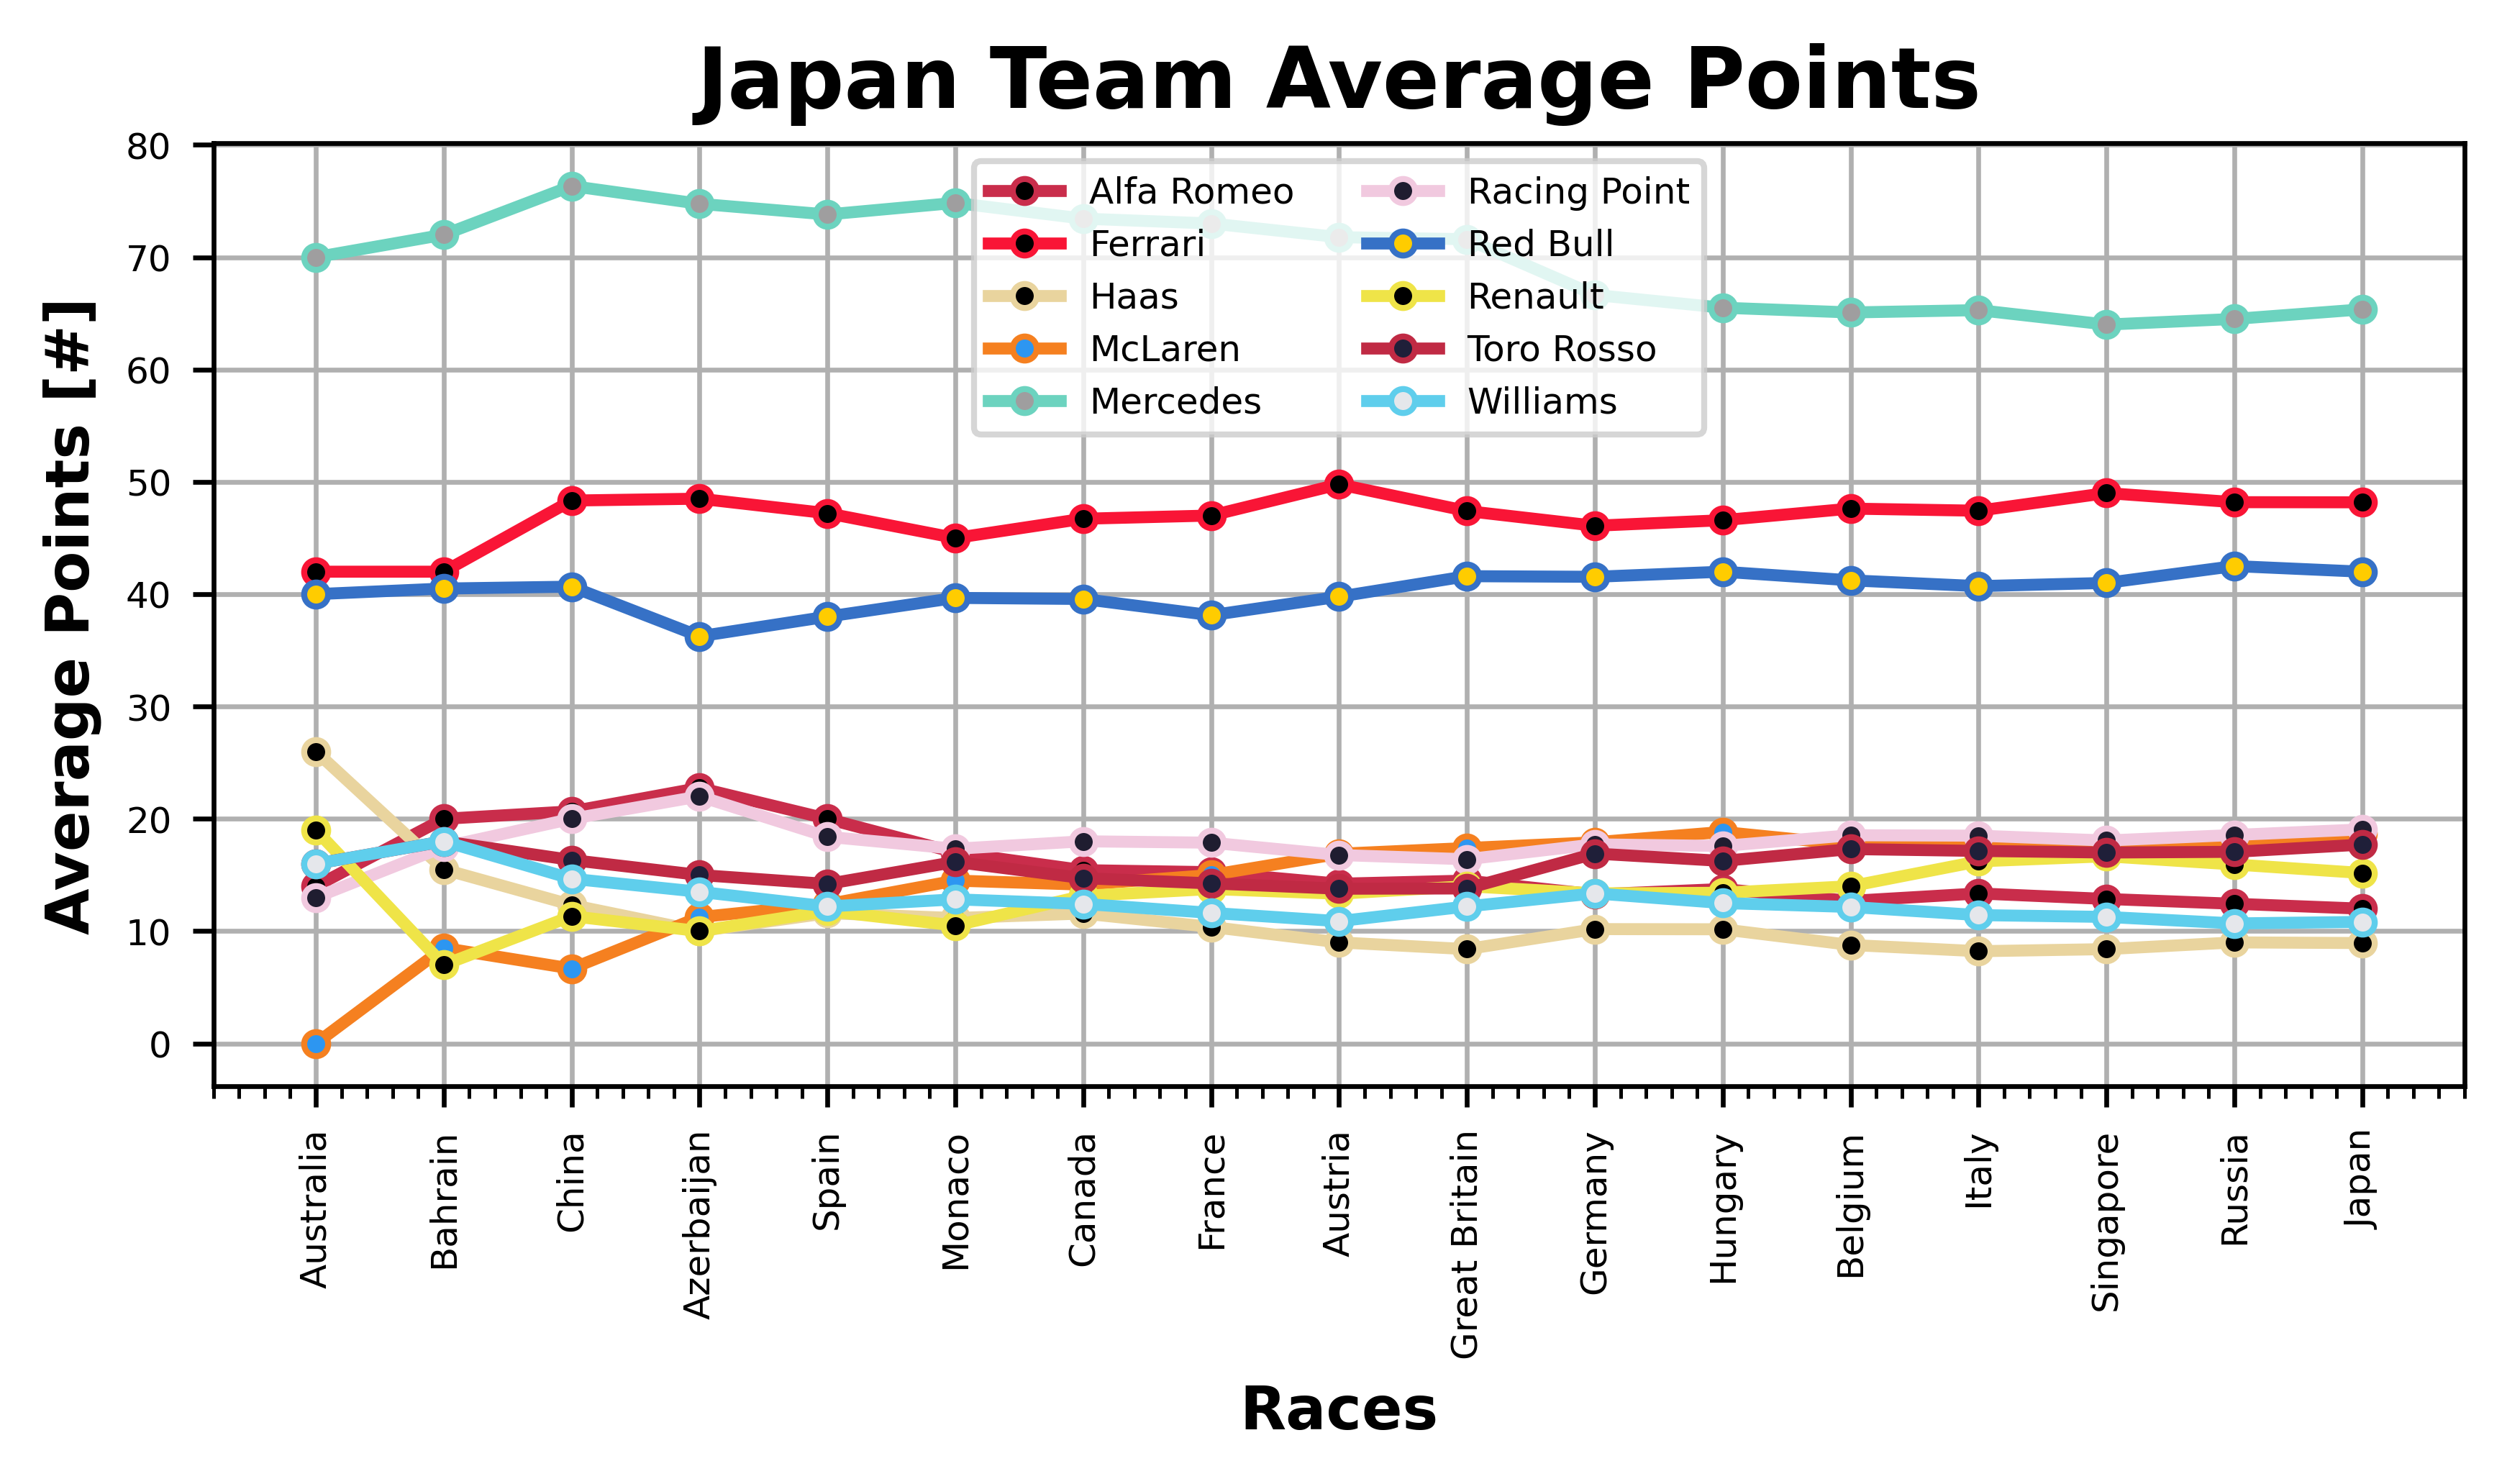 Japan Team Average Points
Average Points [#]
80
70
60
50
40
30
20
10
0
Alfa Romeo
Ferrari
Haas
McLaren
Mercedes
Racing Point
Red Bull
Renault
Toro Rosso
Williams
Australia
Bahrain
China
Azerbaijan
Spain
Monaco
Canada
France
Austria
Great Britain
Germany
Hungary
Belgium
Italy
Singapore
Russia
Japan
Races